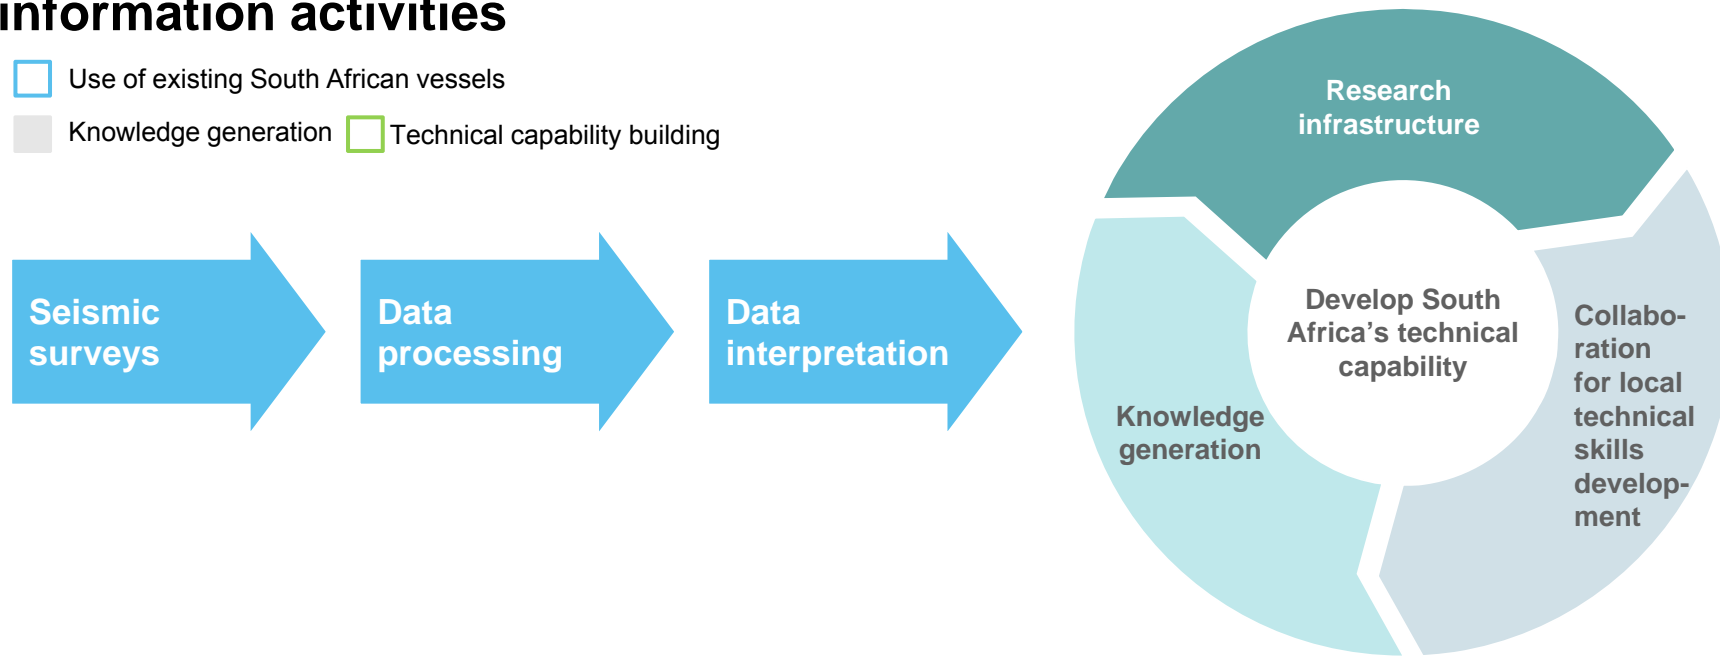 information activities
Use of existing South African vessels
Knowledge generation
Technical capability building
Seismic
surveys
Data
processing
Data
interpretation
Research
infrastructure
Develop South
Africa's technical
capability
Knowledge
generation
Collabo-
ration
for local
technical
skills
develop-
ment